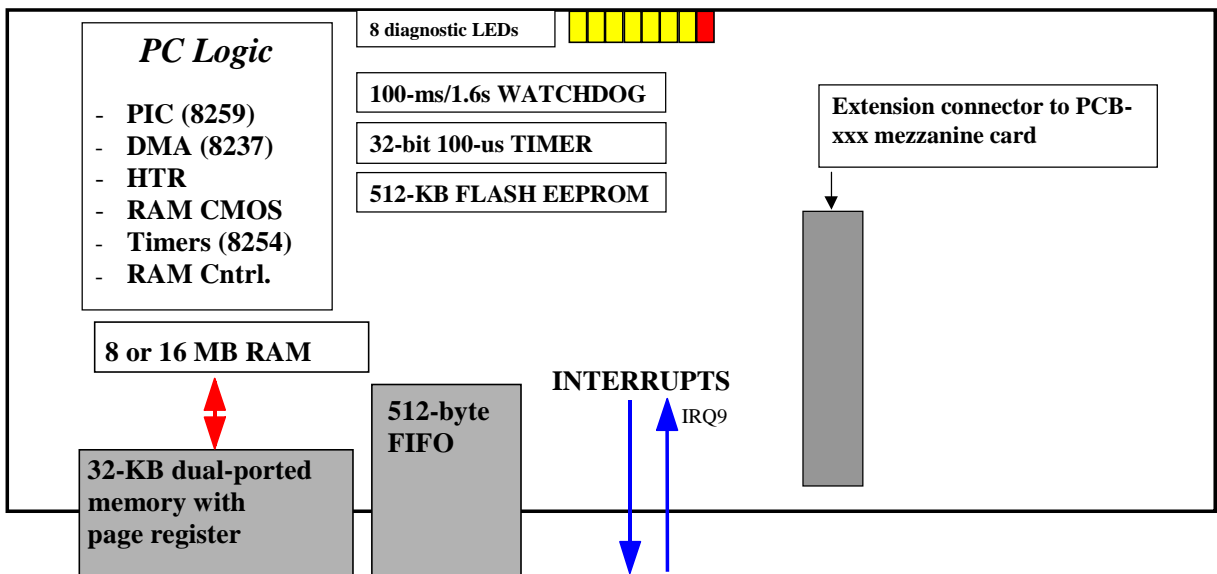 8 diagnostic LEDs
PC Logic
- PIC (8259)
- DMA (8237)
- HTR
- RAM CMOS
- Timers (8254)
- RAM Cntrl.
100-ms/1.6s WATCHDOG
32-bit 100-us TIMER
512-KB FLASH EEPROM
Extension connector to PCB-
xxx mezzanine card
8 or 16 MB RAM
INTERRUPTS
IRQ9
512-byte
FIFO
32-KB dual-ported
memory with
page register